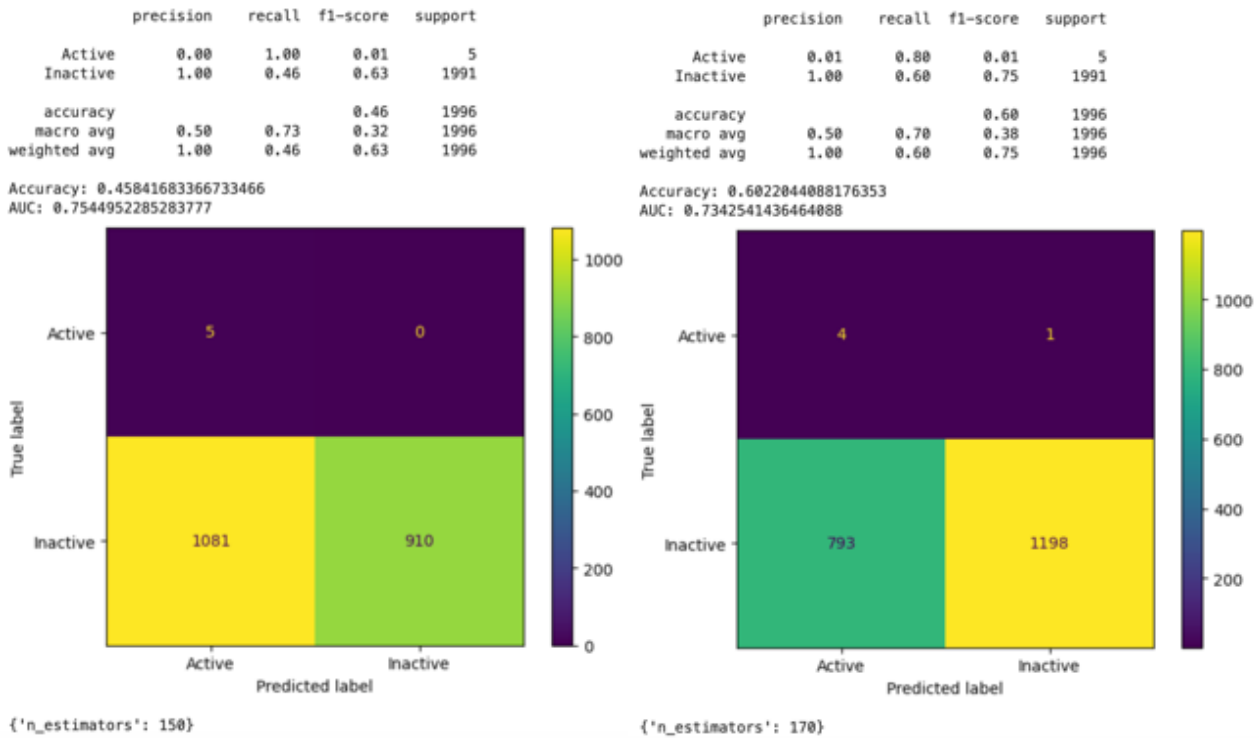 precision recall f1-score support
Active 0.00 1.00 0.01 5
Inactive 1.00 0.46 0.63 1991
accuracy 0.46 1996
macro avg 0.50 0.73 0.32 1996
weighted avg 1.00 0.46 0.63 1996
Accuracy: 0.45841683366733466
AUC: 0.7544952285283777
1000
800
600
400
200
0
True label
Active
5
0
Inactive
1081
910
Active
Inactive
Predicted label
{'n_estimators': 150}
precision recall f1-score support
Active 0.01 0.80 0.01 5
Inactive 1.00 0.60 0.75 1991
accuracy 0.60 1996
macro avg 0.50 0.70 0.38 1996
weighted avg 1.00 0.60 0.75 1996
Accuracy: 0.6022044088176353
AUC: 0.7342541436464088
1000
800
600
400
200
True label
Active
4
1
Inactive
793
1198
Active
Inactive
Predicted label
{'n_estimators': 170}